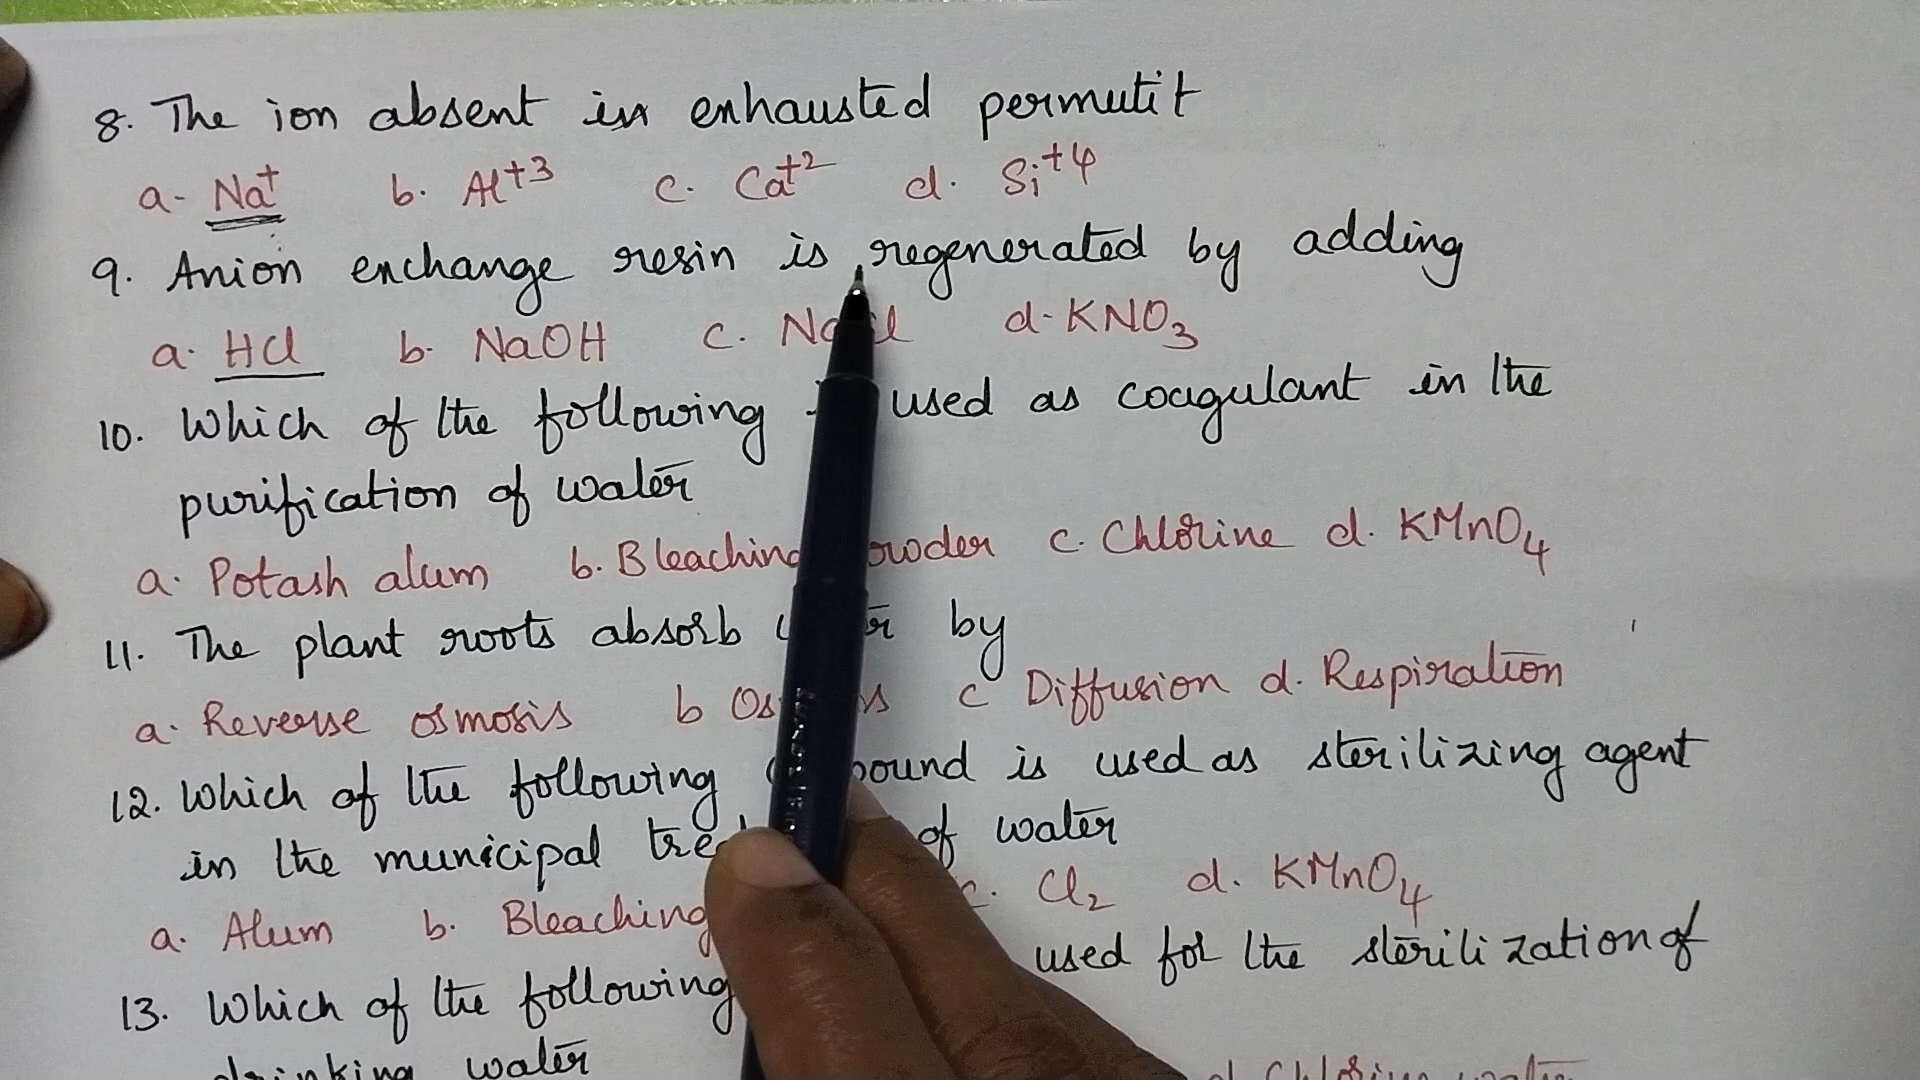 8. The ion absent in exhausted permutit
a. Na+ b. Al+3 c. Ca+2 d. Si+4
9. Anion exchange resin is regenerated by adding
a. HCl b. NaOH c. d. KNO3
10. Which of the following used as coagulant in the
purification of water
a. Potash alum b. Bleaching c. Chlorine d. KMnO4
11. The plant roots absorb by
a. Reverse osmosis b c Diffusion d. Respiration
12. Which of the following is used as sterilizing agent
in the municipal of water
a. Alum b. Bleaching c. Cl2 d. KMnO4
13. Which of the following used for the sterilization of
drinking water
d Chlorine water